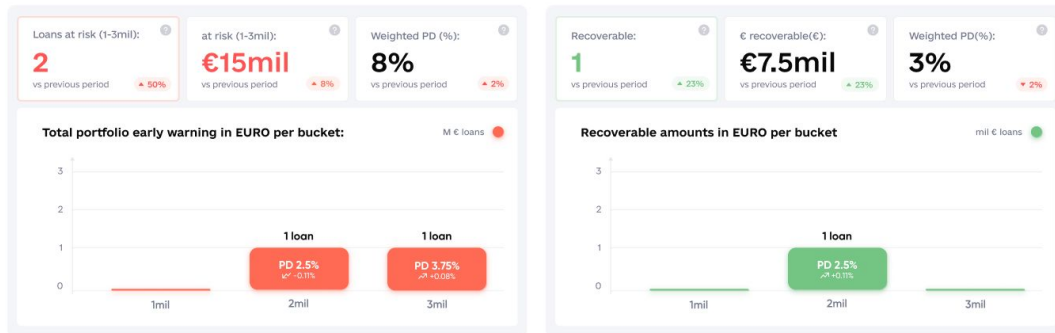 Loans at risk (1-3mil): ?
2
vs previous period ▲ 50%
at risk (1-3mil): ?
€15mil
vs previous period ▲ 8%
Weighted PD (%): ?
8%
vs previous period ▲ 2%
Total portfolio early warning in EURO per bucket:
M € loans
3
2
1
0
1 loan
PD 2.5%
-0.11%
1 loan
PD 3.75%
+0.08%
1mil
2mil
3mil
Recoverable: ?
1
vs previous period ▲ 23%
€ recoverable(€): ?
€7.5mil
vs previous period ▲ 23%
Weighted PD(%): ?
3%
vs previous period ▼ 2%
Recoverable amounts in EURO per bucket
mil € loans
3
2
1
0
1 loan
PD 2.5%
+0.11%
1mil
2mil
3mil